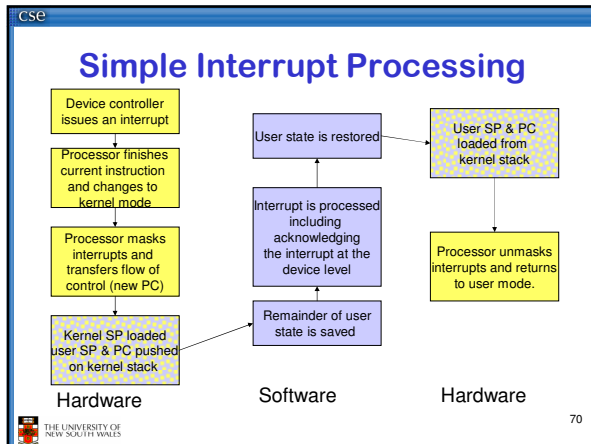 cse
Simple Interrupt Processing
Device controller
issues an interrupt
Processor finishes
current instruction
and changes to
kernel mode
Processor masks
interrupts and
transfers flow of
control (new PC)
Kernel SP loaded
user SP & PC pushed
on kernel stack
Hardware
User state is restored
Interrupt is processed
including
acknowledging
the interrupt at the
device level
Remainder of user
state is saved
Software
User SP & PC
loaded from
kernel stack
Processor unmasks
interrupts and returns
to user mode.
Hardware
THE UNIVERSITY OF
NEW SOUTH WALES
70